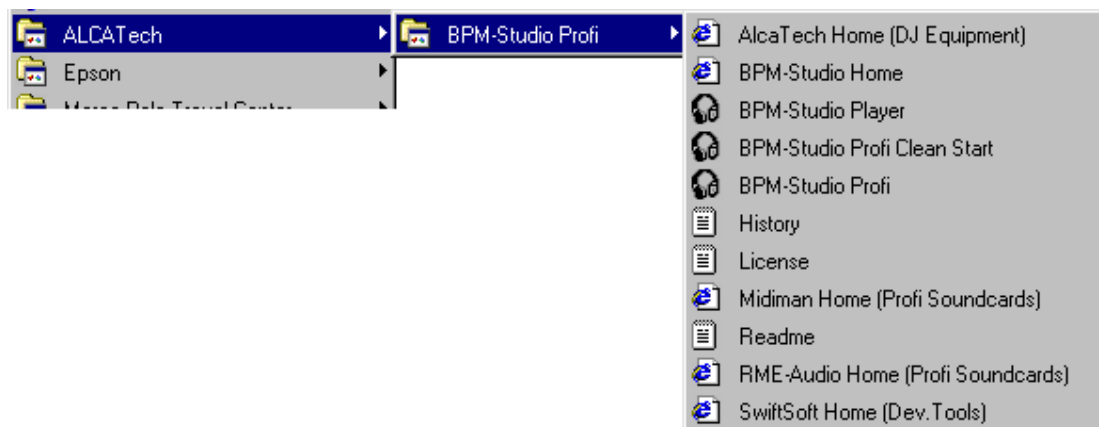 ALCATech
Epson
BPM-Studio Profi
AlcaTech Home (DJ Equipment)
BPM-Studio Home
BPM-Studio Player
BPM-Studio Profi Clean Start
BPM-Studio Profi
History
License
Midiman Home (Profi Soundcards)
Readme
RME-Audio Home (Profi Soundcards)
SwiftSoft Home (Dev.Tools)